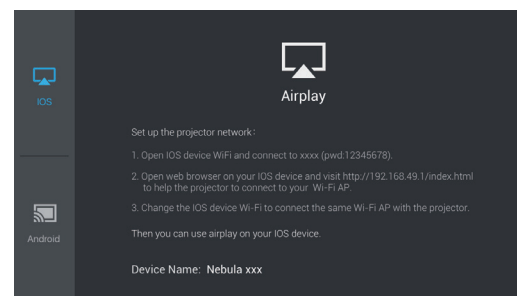 IOS
Android
Airplay
Set up the projector network:
1. Open IOS device WiFi and connect to xxxx (pwd:12345678).
2. Open web browser on your IOS device and visit http://192.168.49.1/index.html
to help the projector to connect to your Wi-Fi AP.
3. Change the IOS device Wi-Fi to connect the same Wi-Fi AP with the projector.
Then you can use airplay on your IOS device.
Device Name: Nebula xxx